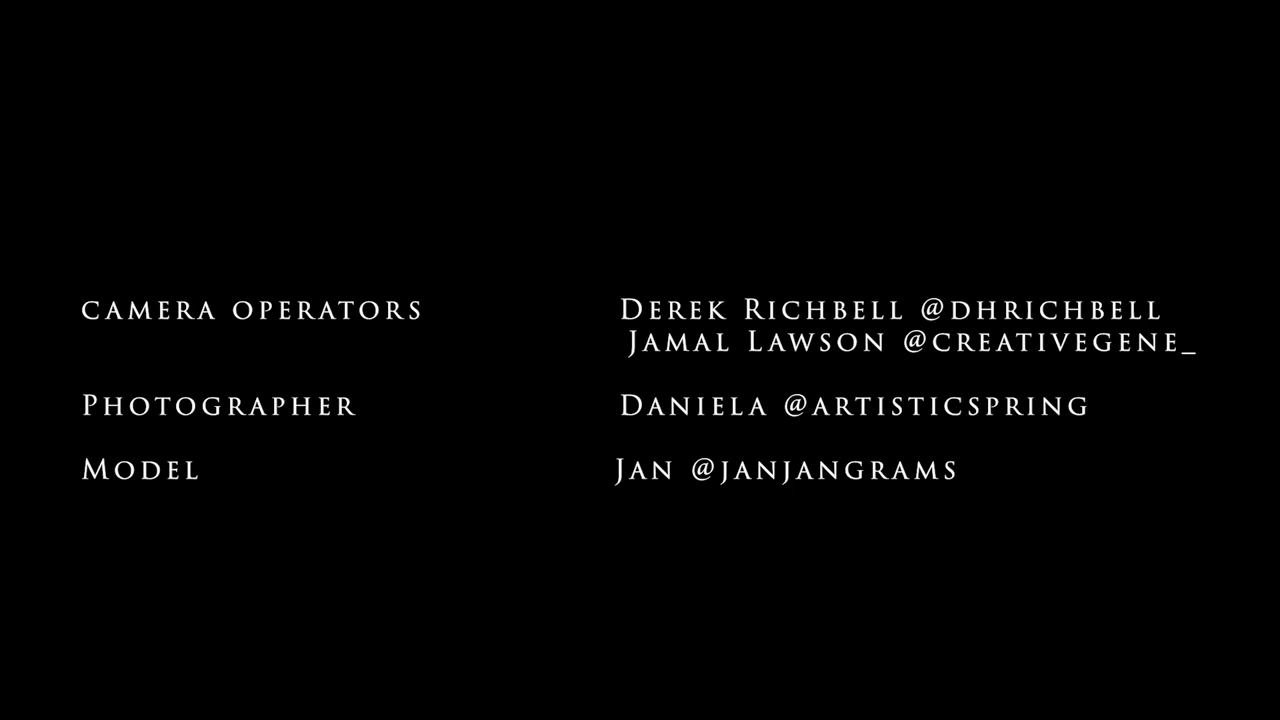 CAMERA OPERATORS DEREK RICHBELL @DHRICHBELL
JAMAL LAWSON @CREATIVEGENE_
PHOTOGRAPHER DANIELA @ARTISTICSPRING
MODEL JAN @JANJANGRAMS